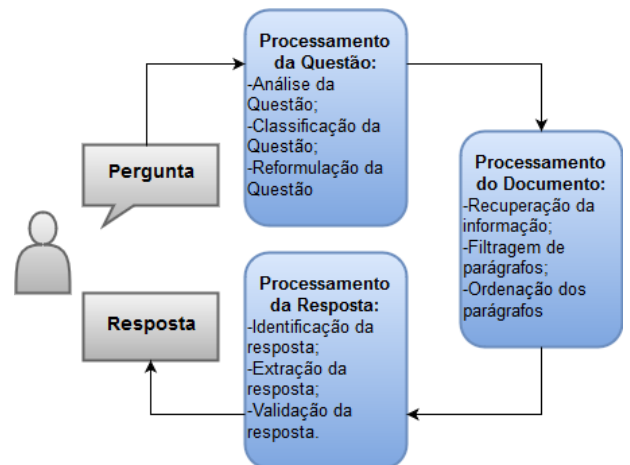 Pergunta
Processamento
da Questão:
-Análise da
Questão;
-Classificação da
Questão;
-Reformulação da
Questão
Processamento
do Documento:
-Recuperação da
informação;
-Filtragem de
parágrafos;
-Ordenação dos
parágrafos
Processamento
da Resposta:
-Identificação da
resposta;
-Extração da
resposta;
-Validação da
resposta.
Resposta